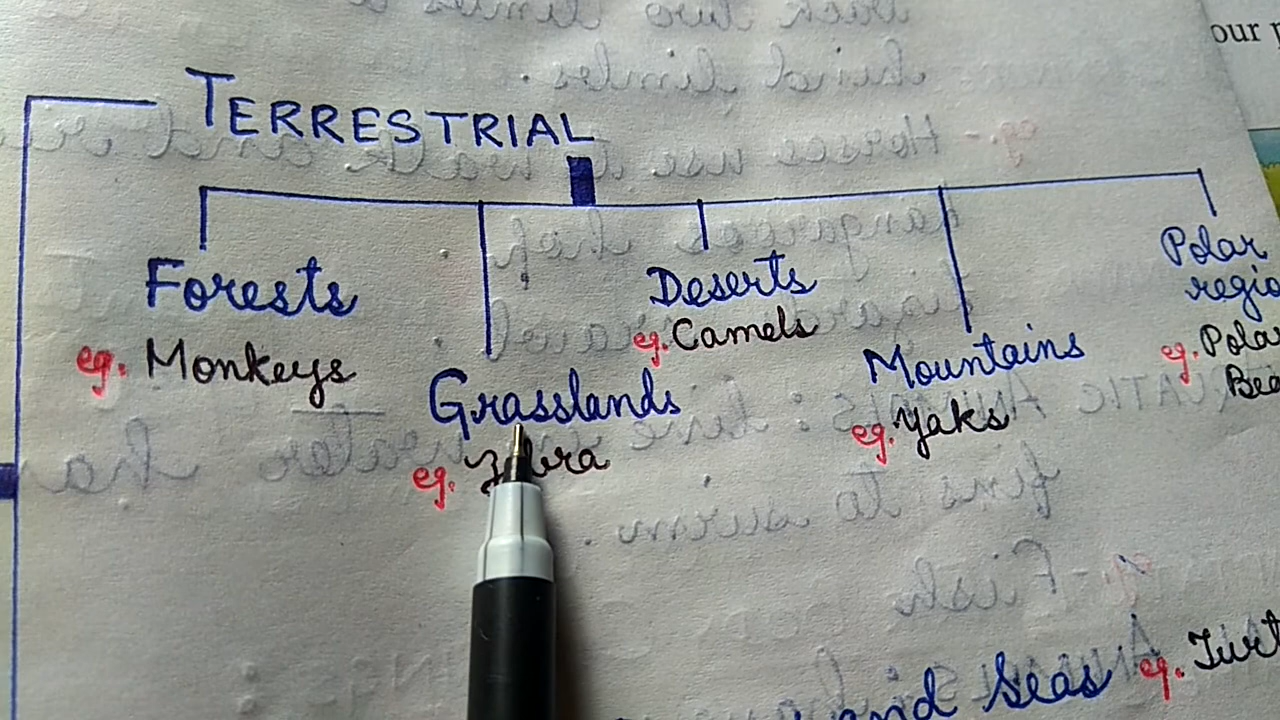 our
TERRESTRIAL
Forests
eg. Monkeys
Grasslands
eg. Zebra
Deserts
eg. Camels
Mountains
eg. Yaks
Polar
regio
eg. Pola
Bea
and Seas eg. Turt